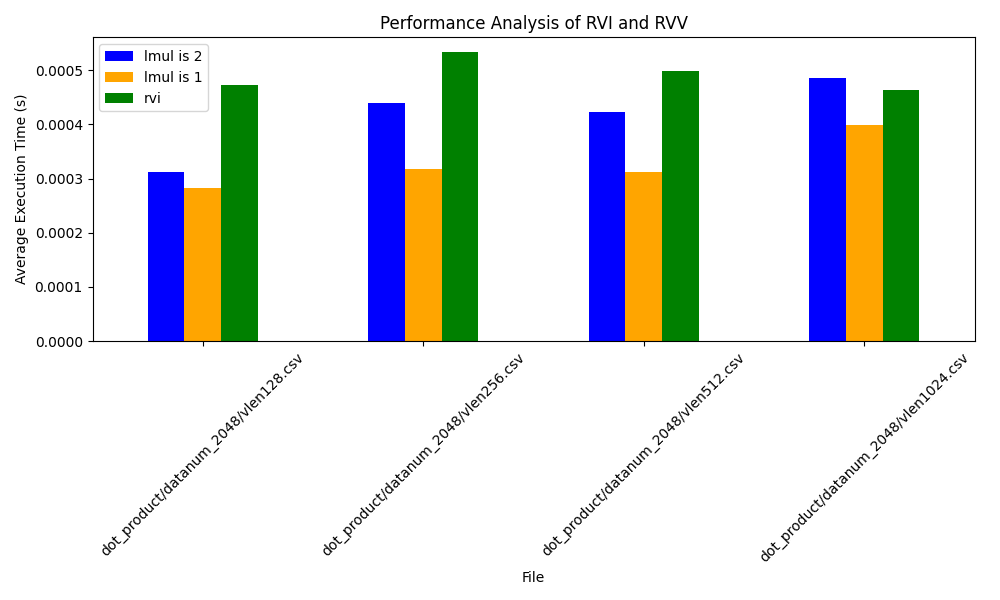 Performance Analysis of RVI and RVV
lmul is 2
lmul is 1
rvi
Average Execution Time (s)
0.0005
0.0004
0.0003
0.0002
0.0001
0.0000
dot_product/datanum_2048/vlen128.csv
dot_product/datanum_2048/vlen256.csv
dot_product/datanum_2048/vlen512.csv
dot_product/datanum_2048/vlen1024.csv
File